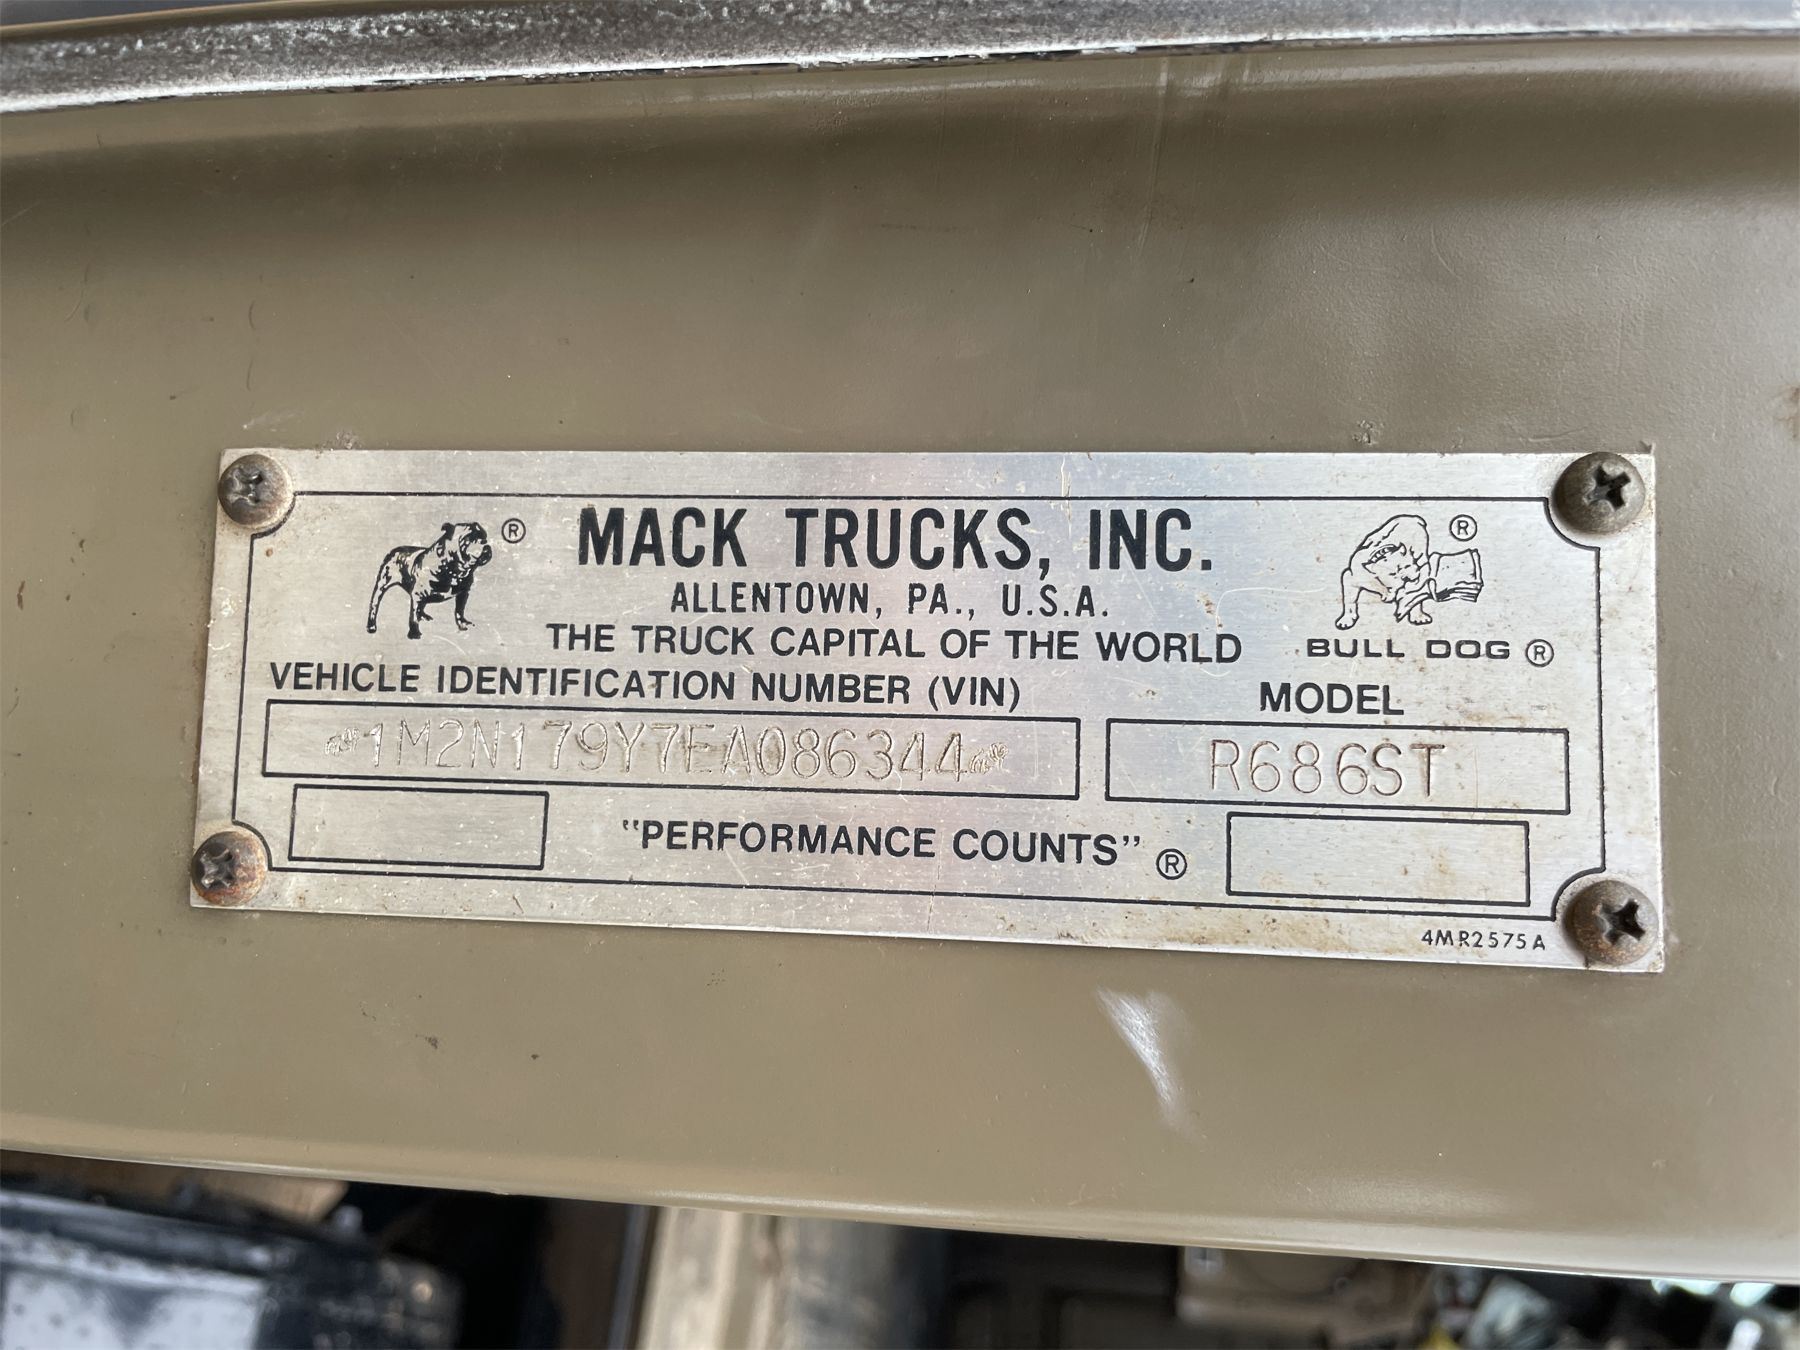 ® MACK TRUCKS, INC. ®
ALLENTOWN, PA., U.S.A.
THE TRUCK CAPITAL OF THE WORLD
BULL DOG ®
VEHICLE IDENTIFICATION NUMBER (VIN)
MODEL
1M2N179Y7EA086344
R686ST
"PERFORMANCE COUNTS" ®
4MR2575A